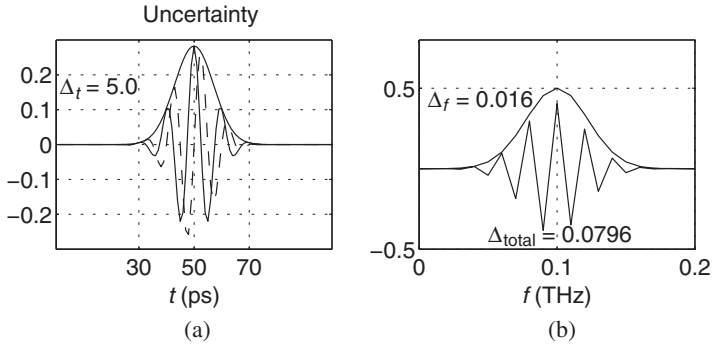 Uncertainty
0.2
0.1
0
−0.1
−0.2
Δt = 5.0
30 50 70
t (ps)
(a)
0.5
−0.5
Δf = 0.016
Δtotal = 0.0796
0 0.1 0.2
f (THz)
(b)